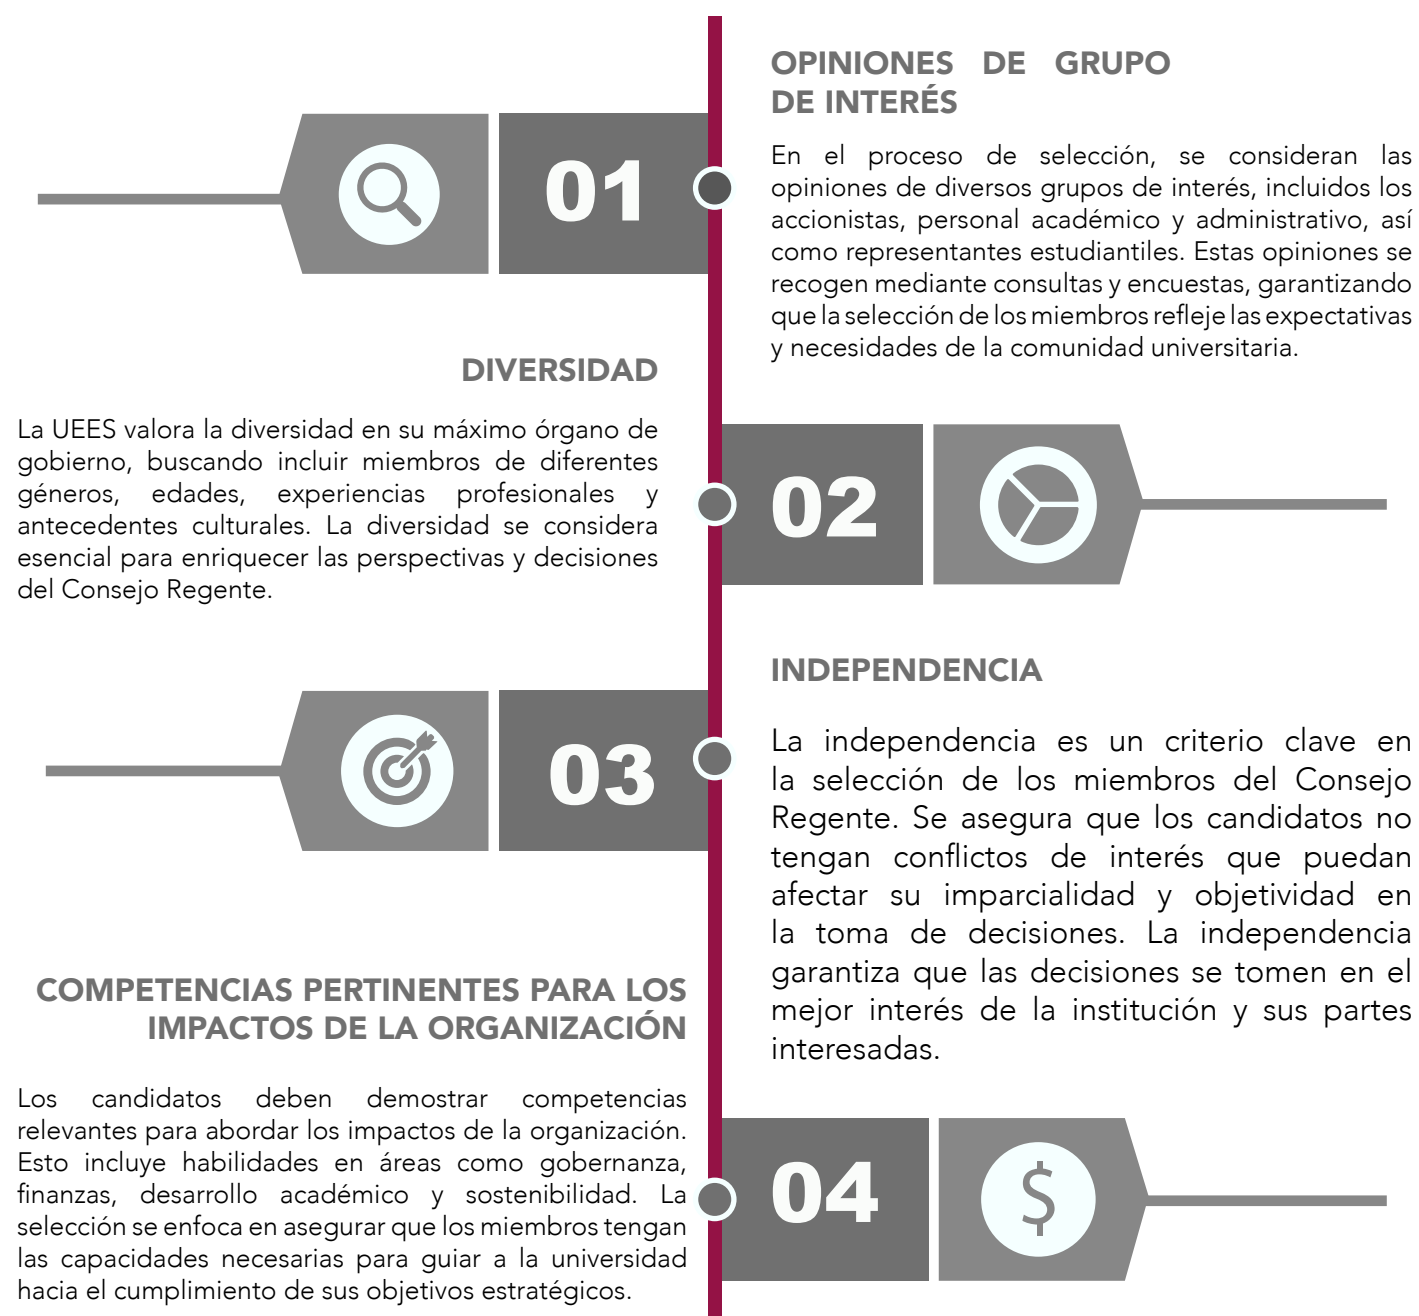 01
OPINIONES DE GRUPO
DE INTERÉS
En el proceso de selección, se consideran las
opiniones de diversos grupos de interés, incluidos los
accionistas, personal académico y administrativo, así
como representantes estudiantiles. Estas opiniones se
recogen mediante consultas y encuestas, garantizando
que la selección de los miembros refleje las expectativas
y necesidades de la comunidad universitaria.
DIVERSIDAD
La UEES valora la diversidad en su máximo órgano de
gobierno, buscando incluir miembros de diferentes
géneros, edades, experiencias profesionales y
antecedentes culturales. La diversidad se considera
esencial para enriquecer las perspectivas y decisiones
del Consejo Regente.
02
03
INDEPENDENCIA
La independencia es un criterio clave en
la selección de los miembros del Consejo
Regente. Se asegura que los candidatos no
tengan conflictos de interés que puedan
afectar su imparcialidad y objetividad en
la toma de decisiones. La independencia
garantiza que las decisiones se tomen en el
mejor interés de la institución y sus partes
interesadas.
COMPETENCIAS PERTINENTES PARA LOS
IMPACTOS DE LA ORGANIZACIÓN
Los candidatos deben demostrar competencias
relevantes para abordar los impactos de la organización.
Esto incluye habilidades en áreas como gobernanza,
finanzas, desarrollo académico y sostenibilidad. La
selección se enfoca en asegurar que los miembros tengan
las capacidades necesarias para guiar a la universidad
hacia el cumplimiento de sus objetivos estratégicos.
04
$